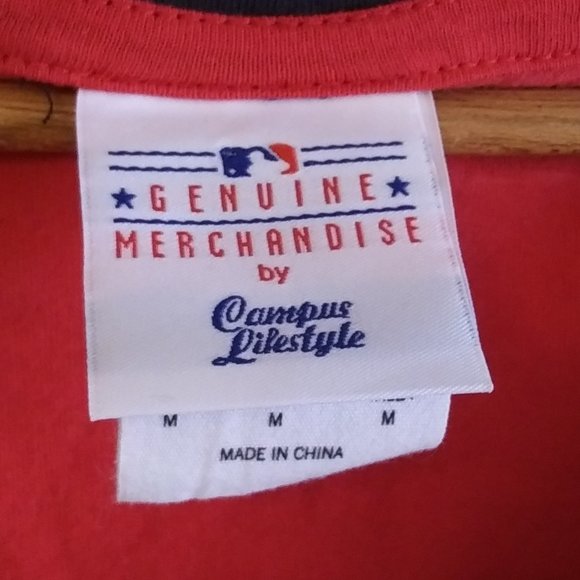 GENUINE
MERCHANDISE
by
Campus
Lifestyle
M M M
MADE IN CHINA